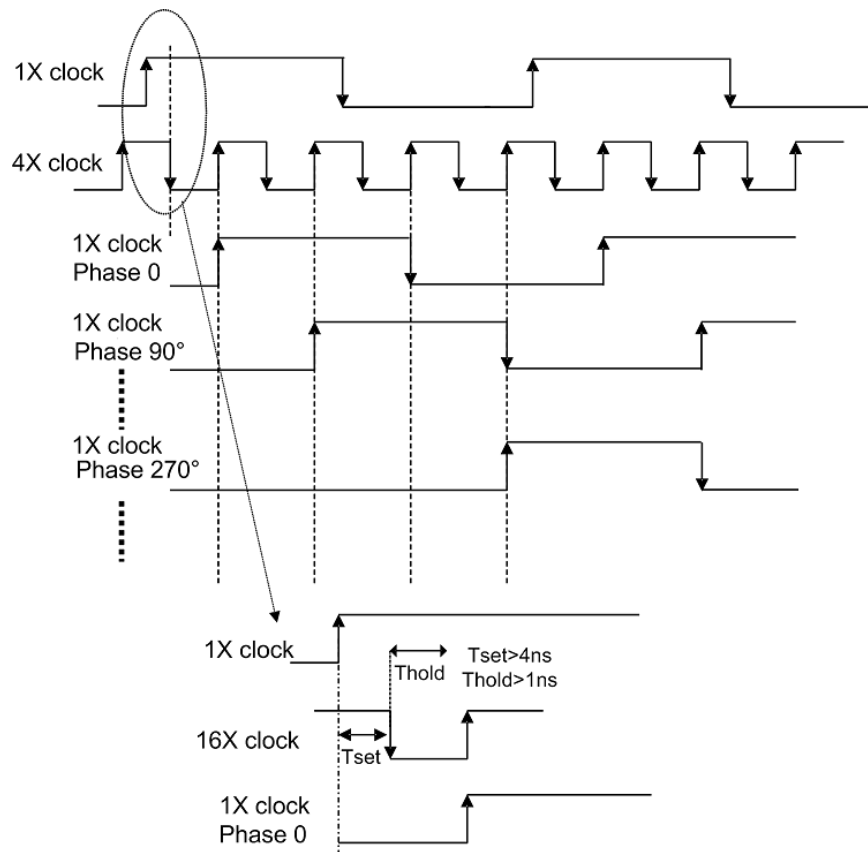 1X clock
4X clock
1X clock
Phase 0
1X clock
Phase 90°
1X clock
Phase 270°
1X clock
Thold
Tset>4ns
Thold>1ns
16X clock
Tset
1X clock
Phase 0